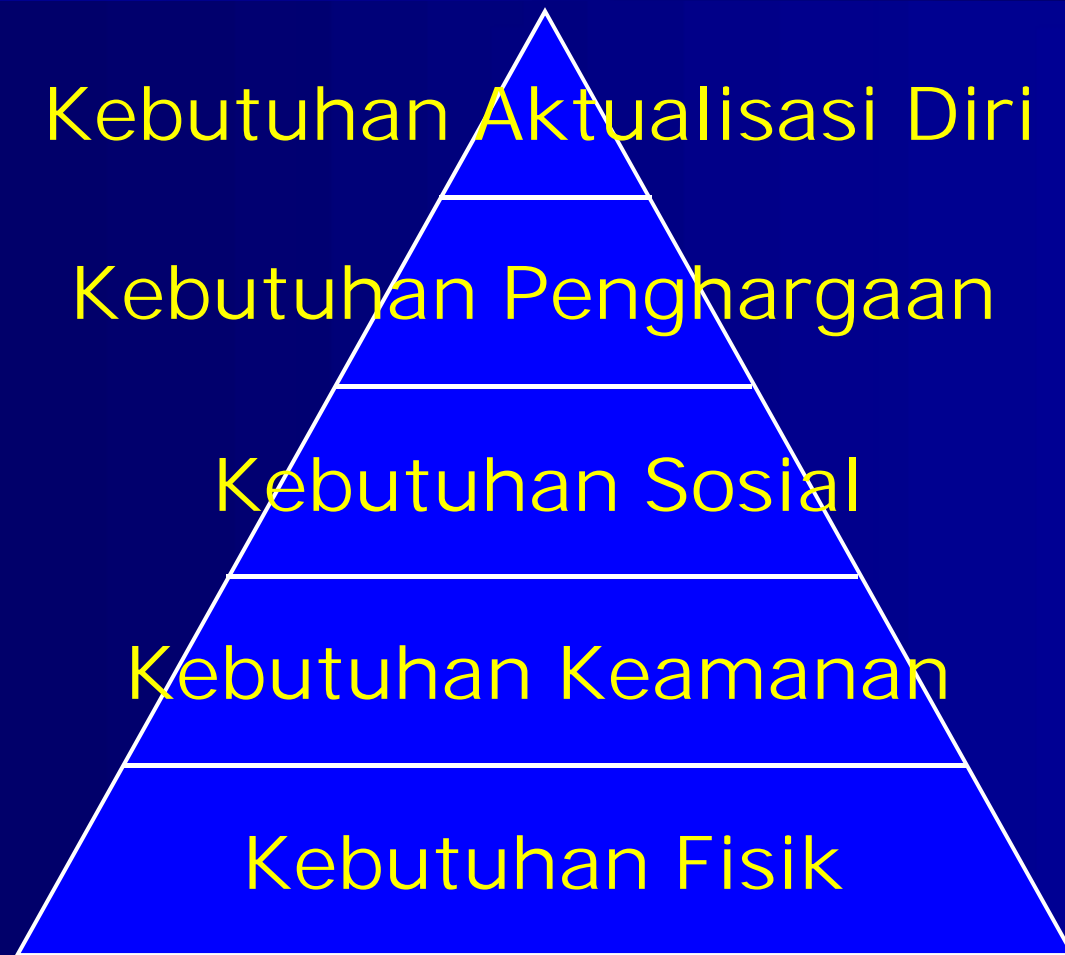 Kebutuhan Aktualisasi Diri
Kebutuhan Penghargaan
Kebutuhan Sosial
Kebutuhan Keamanan
Kebutuhan Fisik